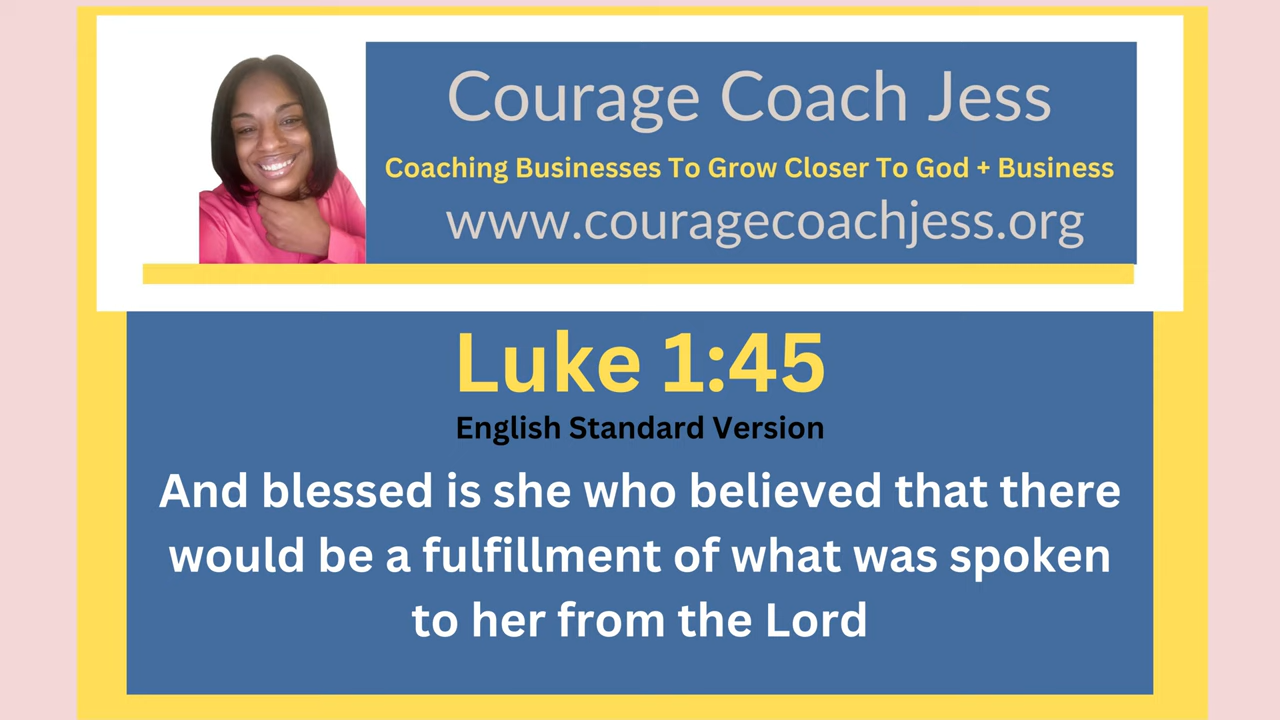 Courage Coach Jess
Coaching Businesses To Grow Closer To God + Business
www.couragecoachjess.org
Luke 1:45
English Standard Version
And blessed is she who believed that there
would be a fulfillment of what was spoken
to her from the Lord